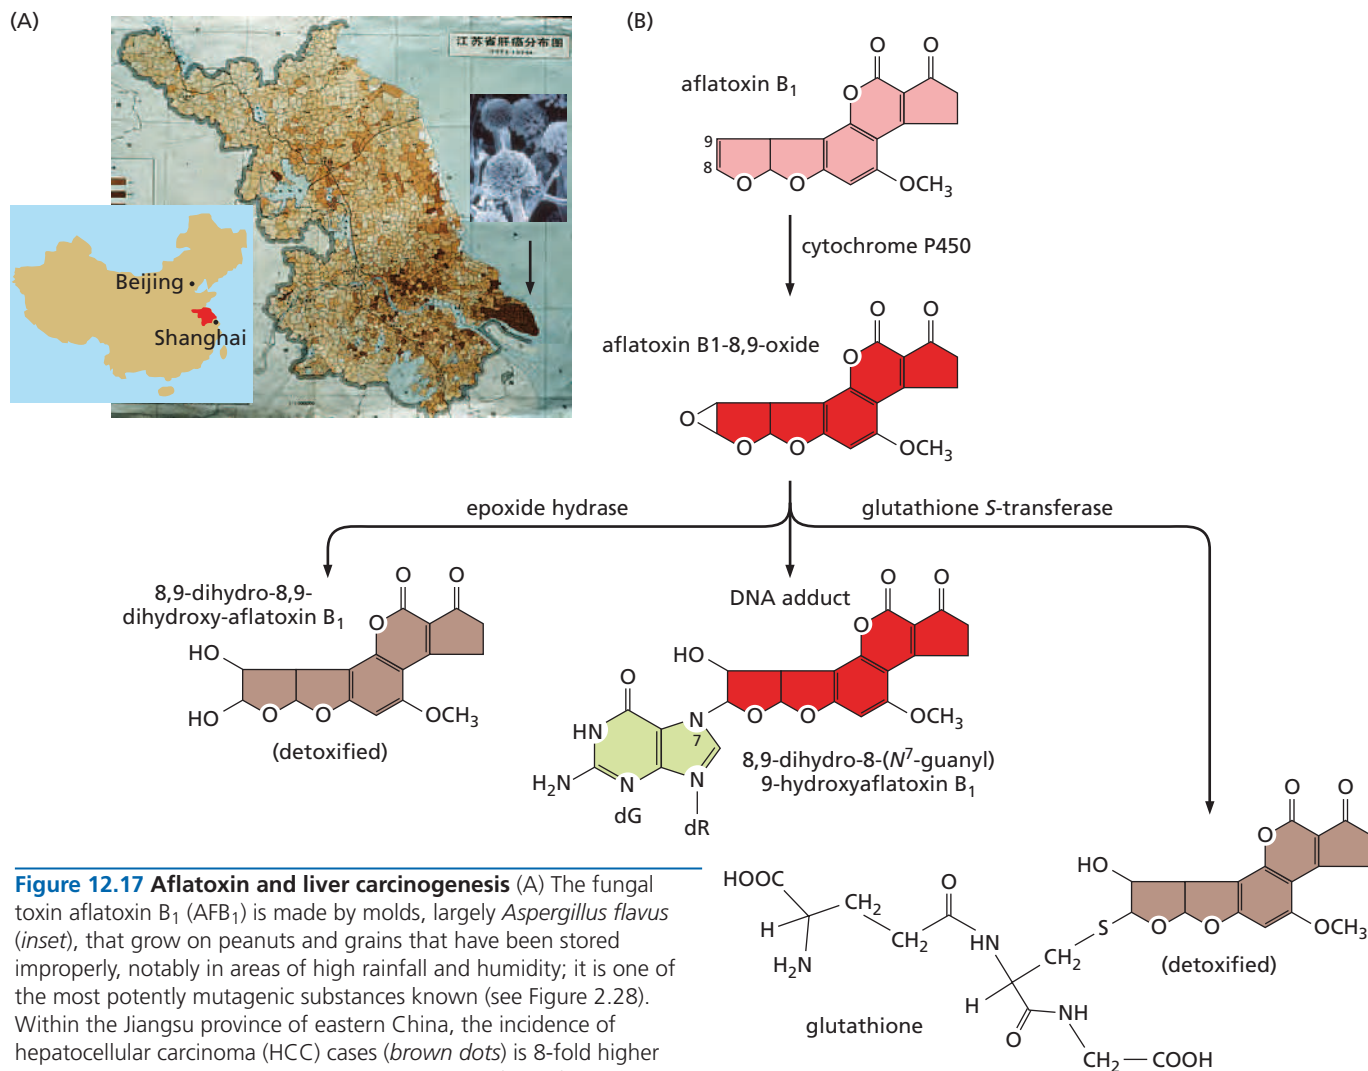 (A)
江苏省肝癌分布图
Beijing
Shanghai
(B)
O O
aflatoxin B₁
O
9
8
O O OCH₃
cytochrome P450
O O
aflatoxin B1-8,9-oxide
O
O
O O OCH₃
epoxide hydrase
glutathione S-transferase
8,9-dihydro-8,9-
dihydroxy-aflatoxin B₁
O O
O
HO
HO
O O OCH₃
(detoxified)
DNA adduct
O O
O
HO
O O OCH₃
O
HN
N
7
H₂N
N
N
dG
dR
8,9-dihydro-8-(N⁷-guanyl)
9-hydroxyaflatoxin B₁
O O
O
HO
S
O O OCH₃
(detoxified)
HOOC
CH₂
O
H
CH₂
HN
CH₂
H₂N
H
NH
O
glutathione
CH₂—COOH
Figure 12.17 Aflatoxin and liver carcinogenesis (A) The fungal
toxin aflatoxin B₁ (AFB₁) is made by molds, largely Aspergillus flavus
(inset), that grow on peanuts and grains that have been stored
improperly, notably in areas of high rainfall and humidity; it is one of
the most potently mutagenic substances known (see Figure 2.28).
Within the Jiangsu province of eastern China, the incidence of
hepatocellular carcinoma (HCC) cases (brown dots) is 8-fold higher